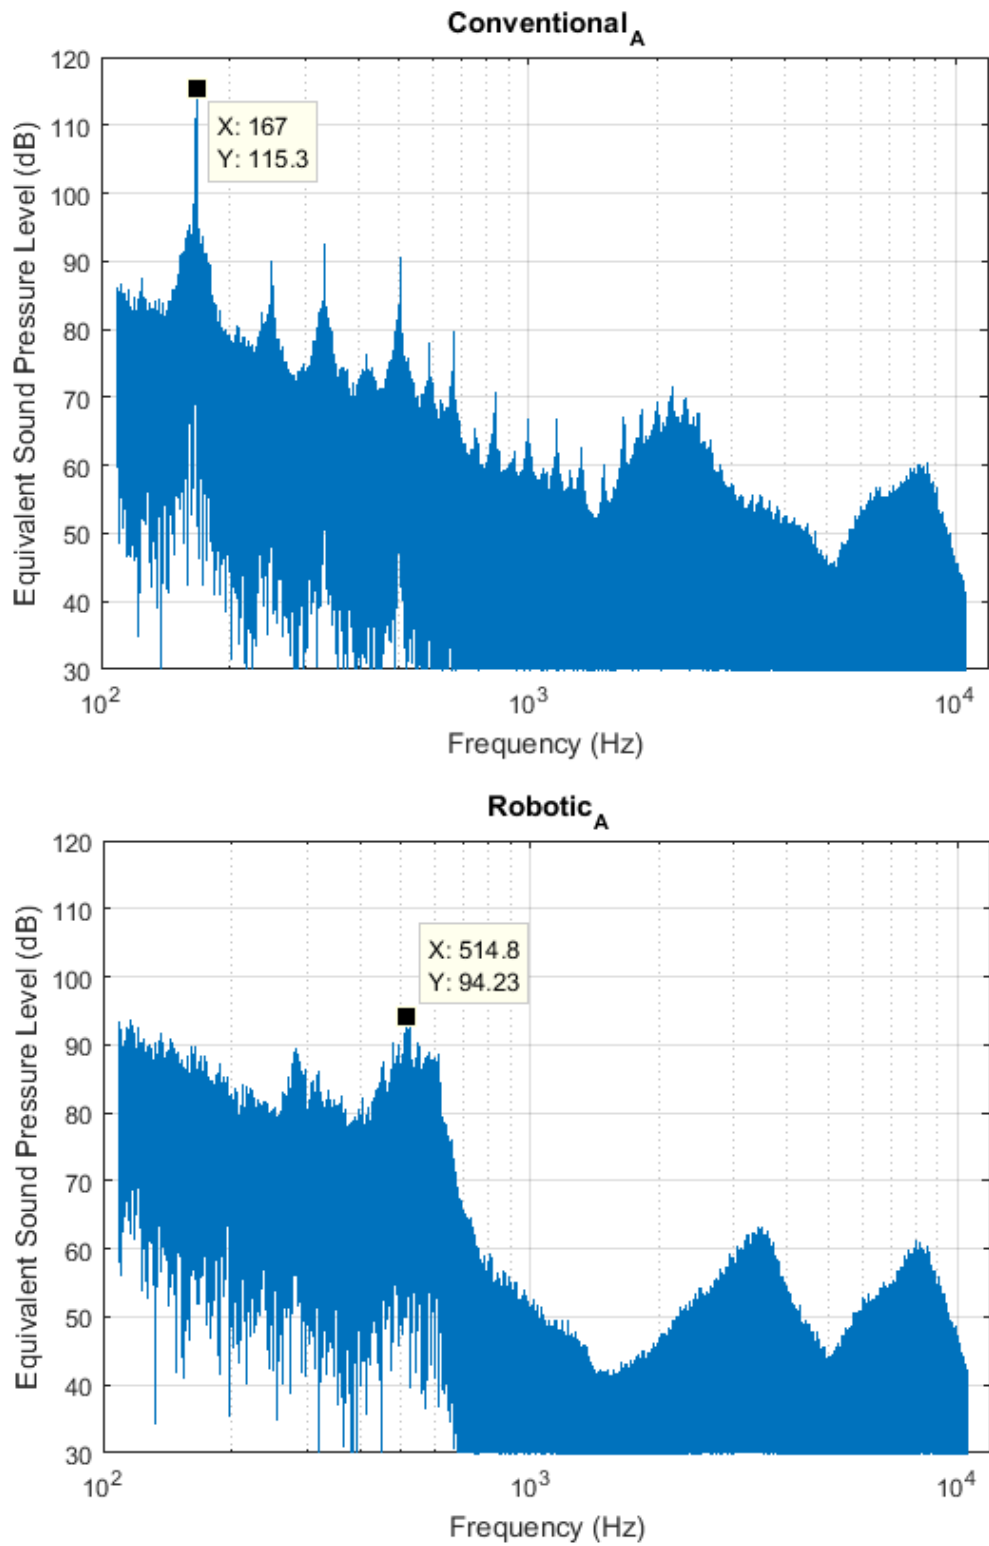 Conventional_A
120
110
100
90
80
70
60
50
40
30
Equivalent Sound Pressure Level (dB)
X: 167
Y: 115.3
10^2
10^3
10^4
Frequency (Hz)
Robotic_A
120
110
100
90
80
70
60
50
40
30
Equivalent Sound Pressure Level (dB)
X: 514.8
Y: 94.23
10^2
10^3
10^4
Frequency (Hz)